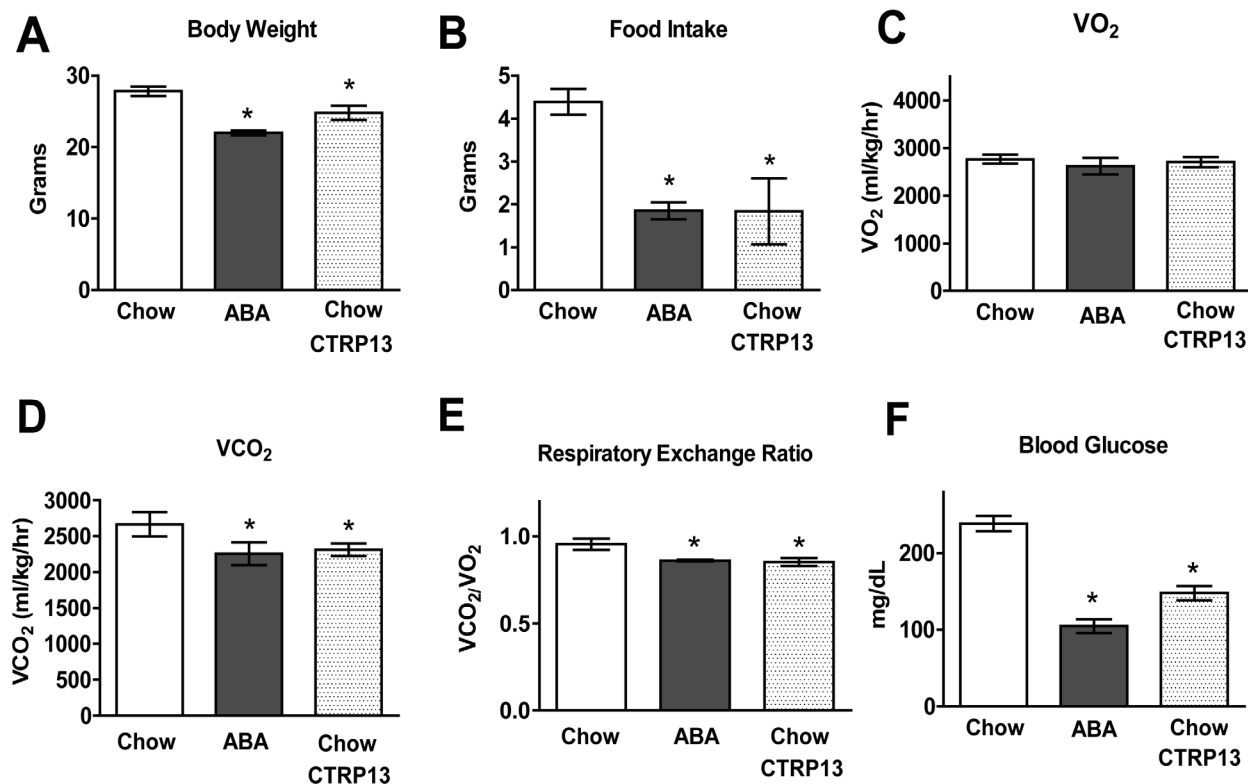 A
Body Weight
Grams
30
20
10
0
*
*
Chow
ABA
Chow
CTRP13
B
Food Intake
Grams
5
4
3
2
1
0
*
*
Chow
ABA
Chow
CTRP13
C
VO₂
VO₂ (ml/kg/hr)
4000
3000
2000
1000
0
Chow
ABA
Chow
CTRP13
D
VCO₂
VCO₂ (ml/kg/hr)
3000
2500
2000
1500
1000
500
0
*
*
Chow
ABA
Chow
CTRP13
E
Respiratory Exchange Ratio
VCO₂/VO₂
1.0
0.5
0.0
*
*
Chow
ABA
Chow
CTRP13
F
Blood Glucose
mg/dL
200
100
0
*
*
Chow
ABA
Chow
CTRP13